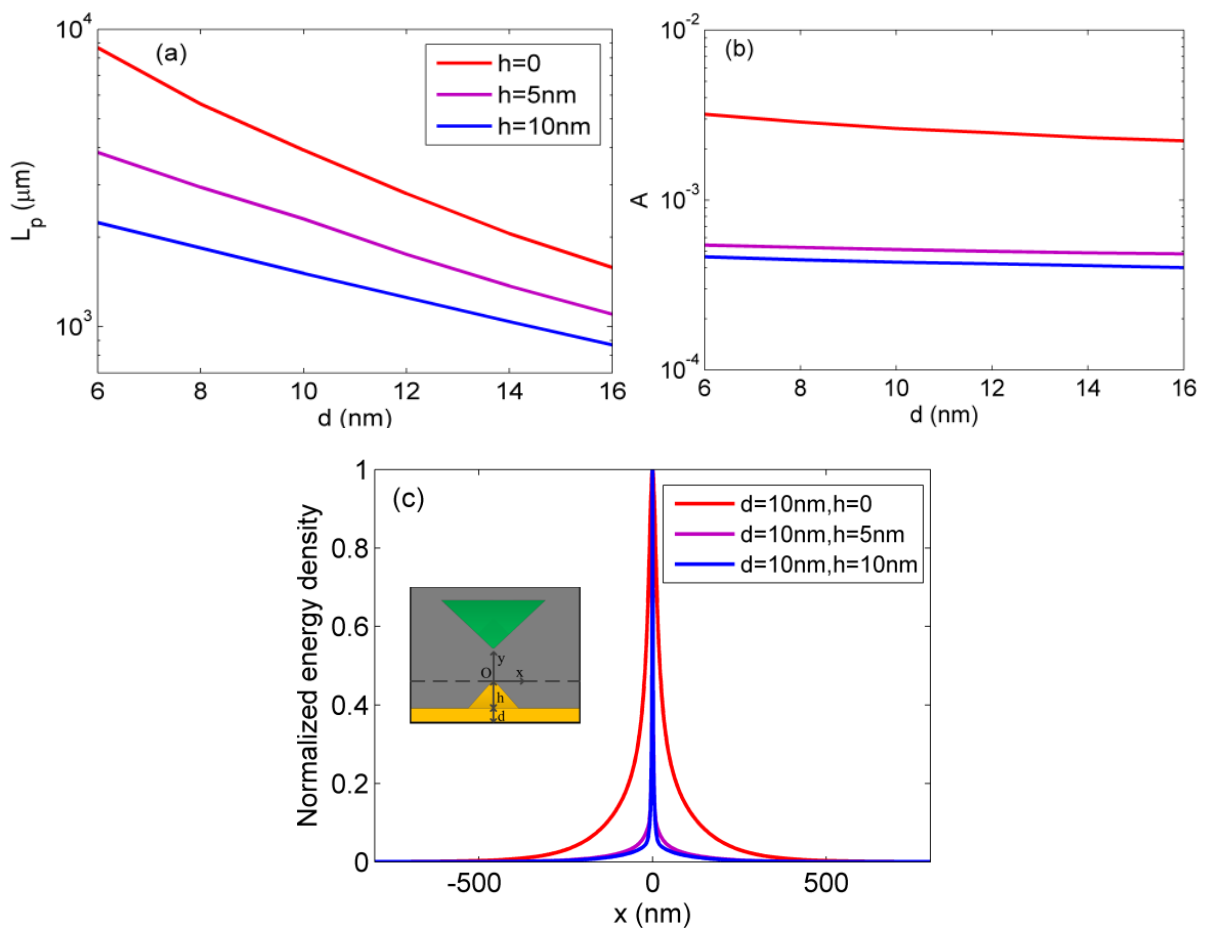 (a)
10^4
10^3
L_p (μm)
h=0
h=5nm
h=10nm
6 8 10 12 14 16
d (nm)
(b)
10^-2
10^-3
10^-4
A
6 8 10 12 14 16
d (nm)
(c)
1
0.8
0.6
0.4
0.2
0
Normalized energy density
d=10nm,h=0
d=10nm,h=5nm
d=10nm,h=10nm
y
O x
h
d
-500 0 500
x (nm)